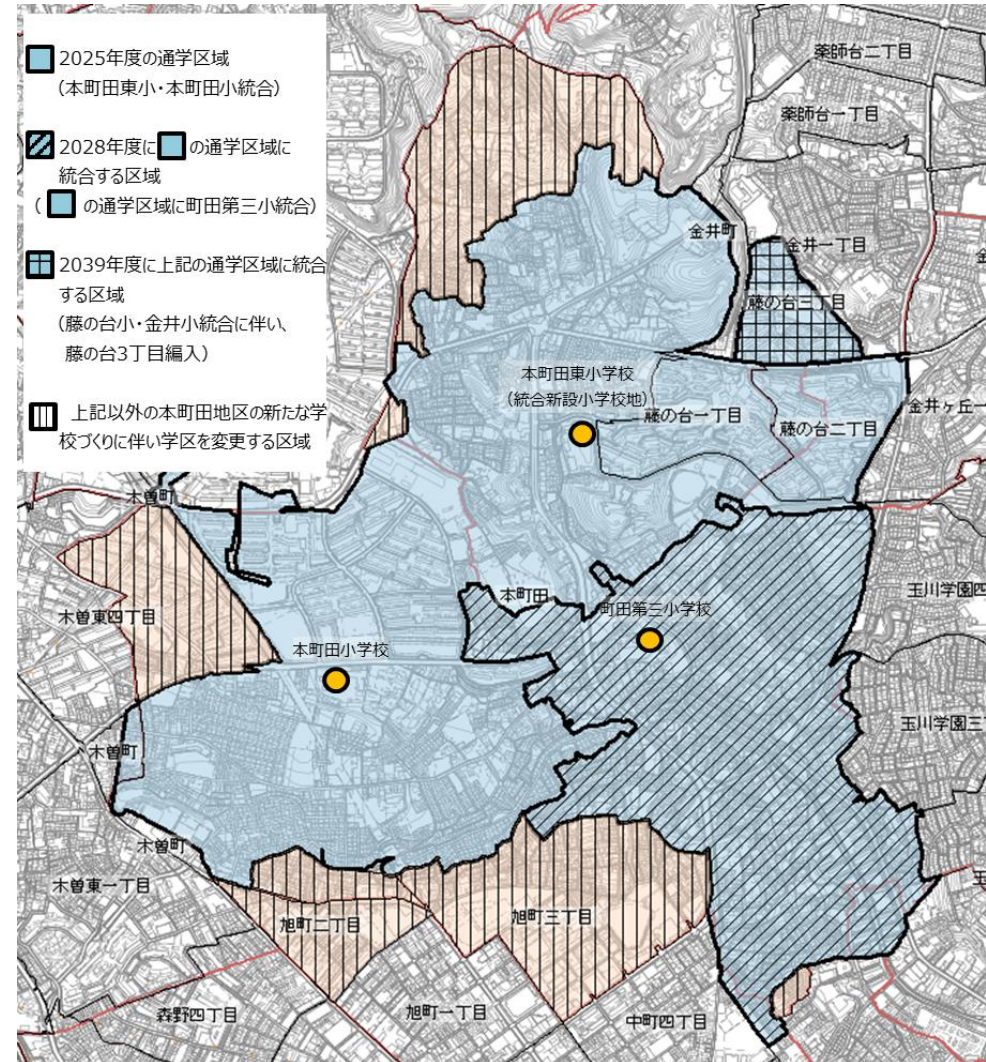 2025年度の通学区域
（本町田東小・本町田小統合）
2028年度に の通学区域に
統合する区域
（ の通学区域に町田第三小統合）
2039年度に上記の通学区域に統合
する区域
（藤の台小・金井小統合に伴い、
藤の台3丁目編入）
上記以外の本町田地区の新たな学
校づくりに伴い学区を変更する区域
薬師台二丁目
薬師台一丁目
金井町
金井一丁目
藤の台三丁目
本町田東小学校
（統合新設小学校地）
藤の台一丁目
藤の台二丁目
金井ヶ丘一
木曽町
本町田
町田第三小学校
玉川学園四
木曽東四丁目
本町田小学校
玉川学園三
木曽町
木曽町
木曽東一丁目
旭町二丁目
旭町三丁目
森野四丁目
旭町一丁目
中町四丁目